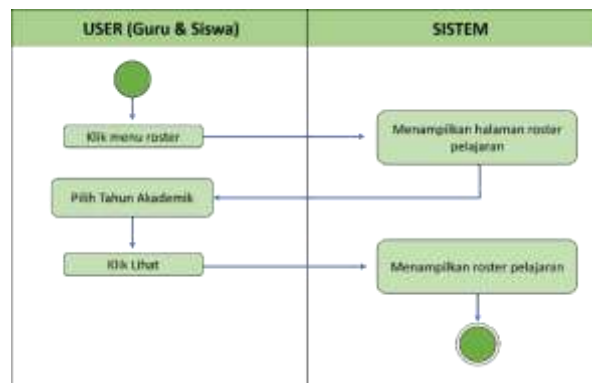 USER (Guru & Siswa)
SISTEM
Klik menu roster
Menampilkan halaman roster
pelajaran
Pilih Tahun Akademik
Klik Lihat
Menampilkan roster pelajaran